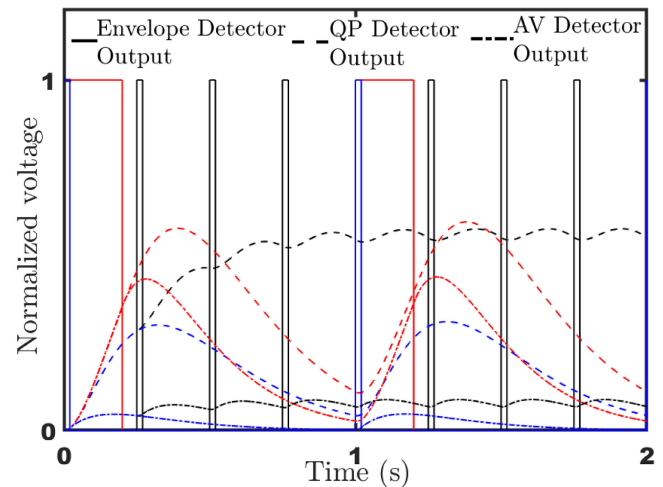 Envelope Detector Output
QP Detector Output
AV Detector Output
Normalized voltage
1
0
0
1
2
Time (s)